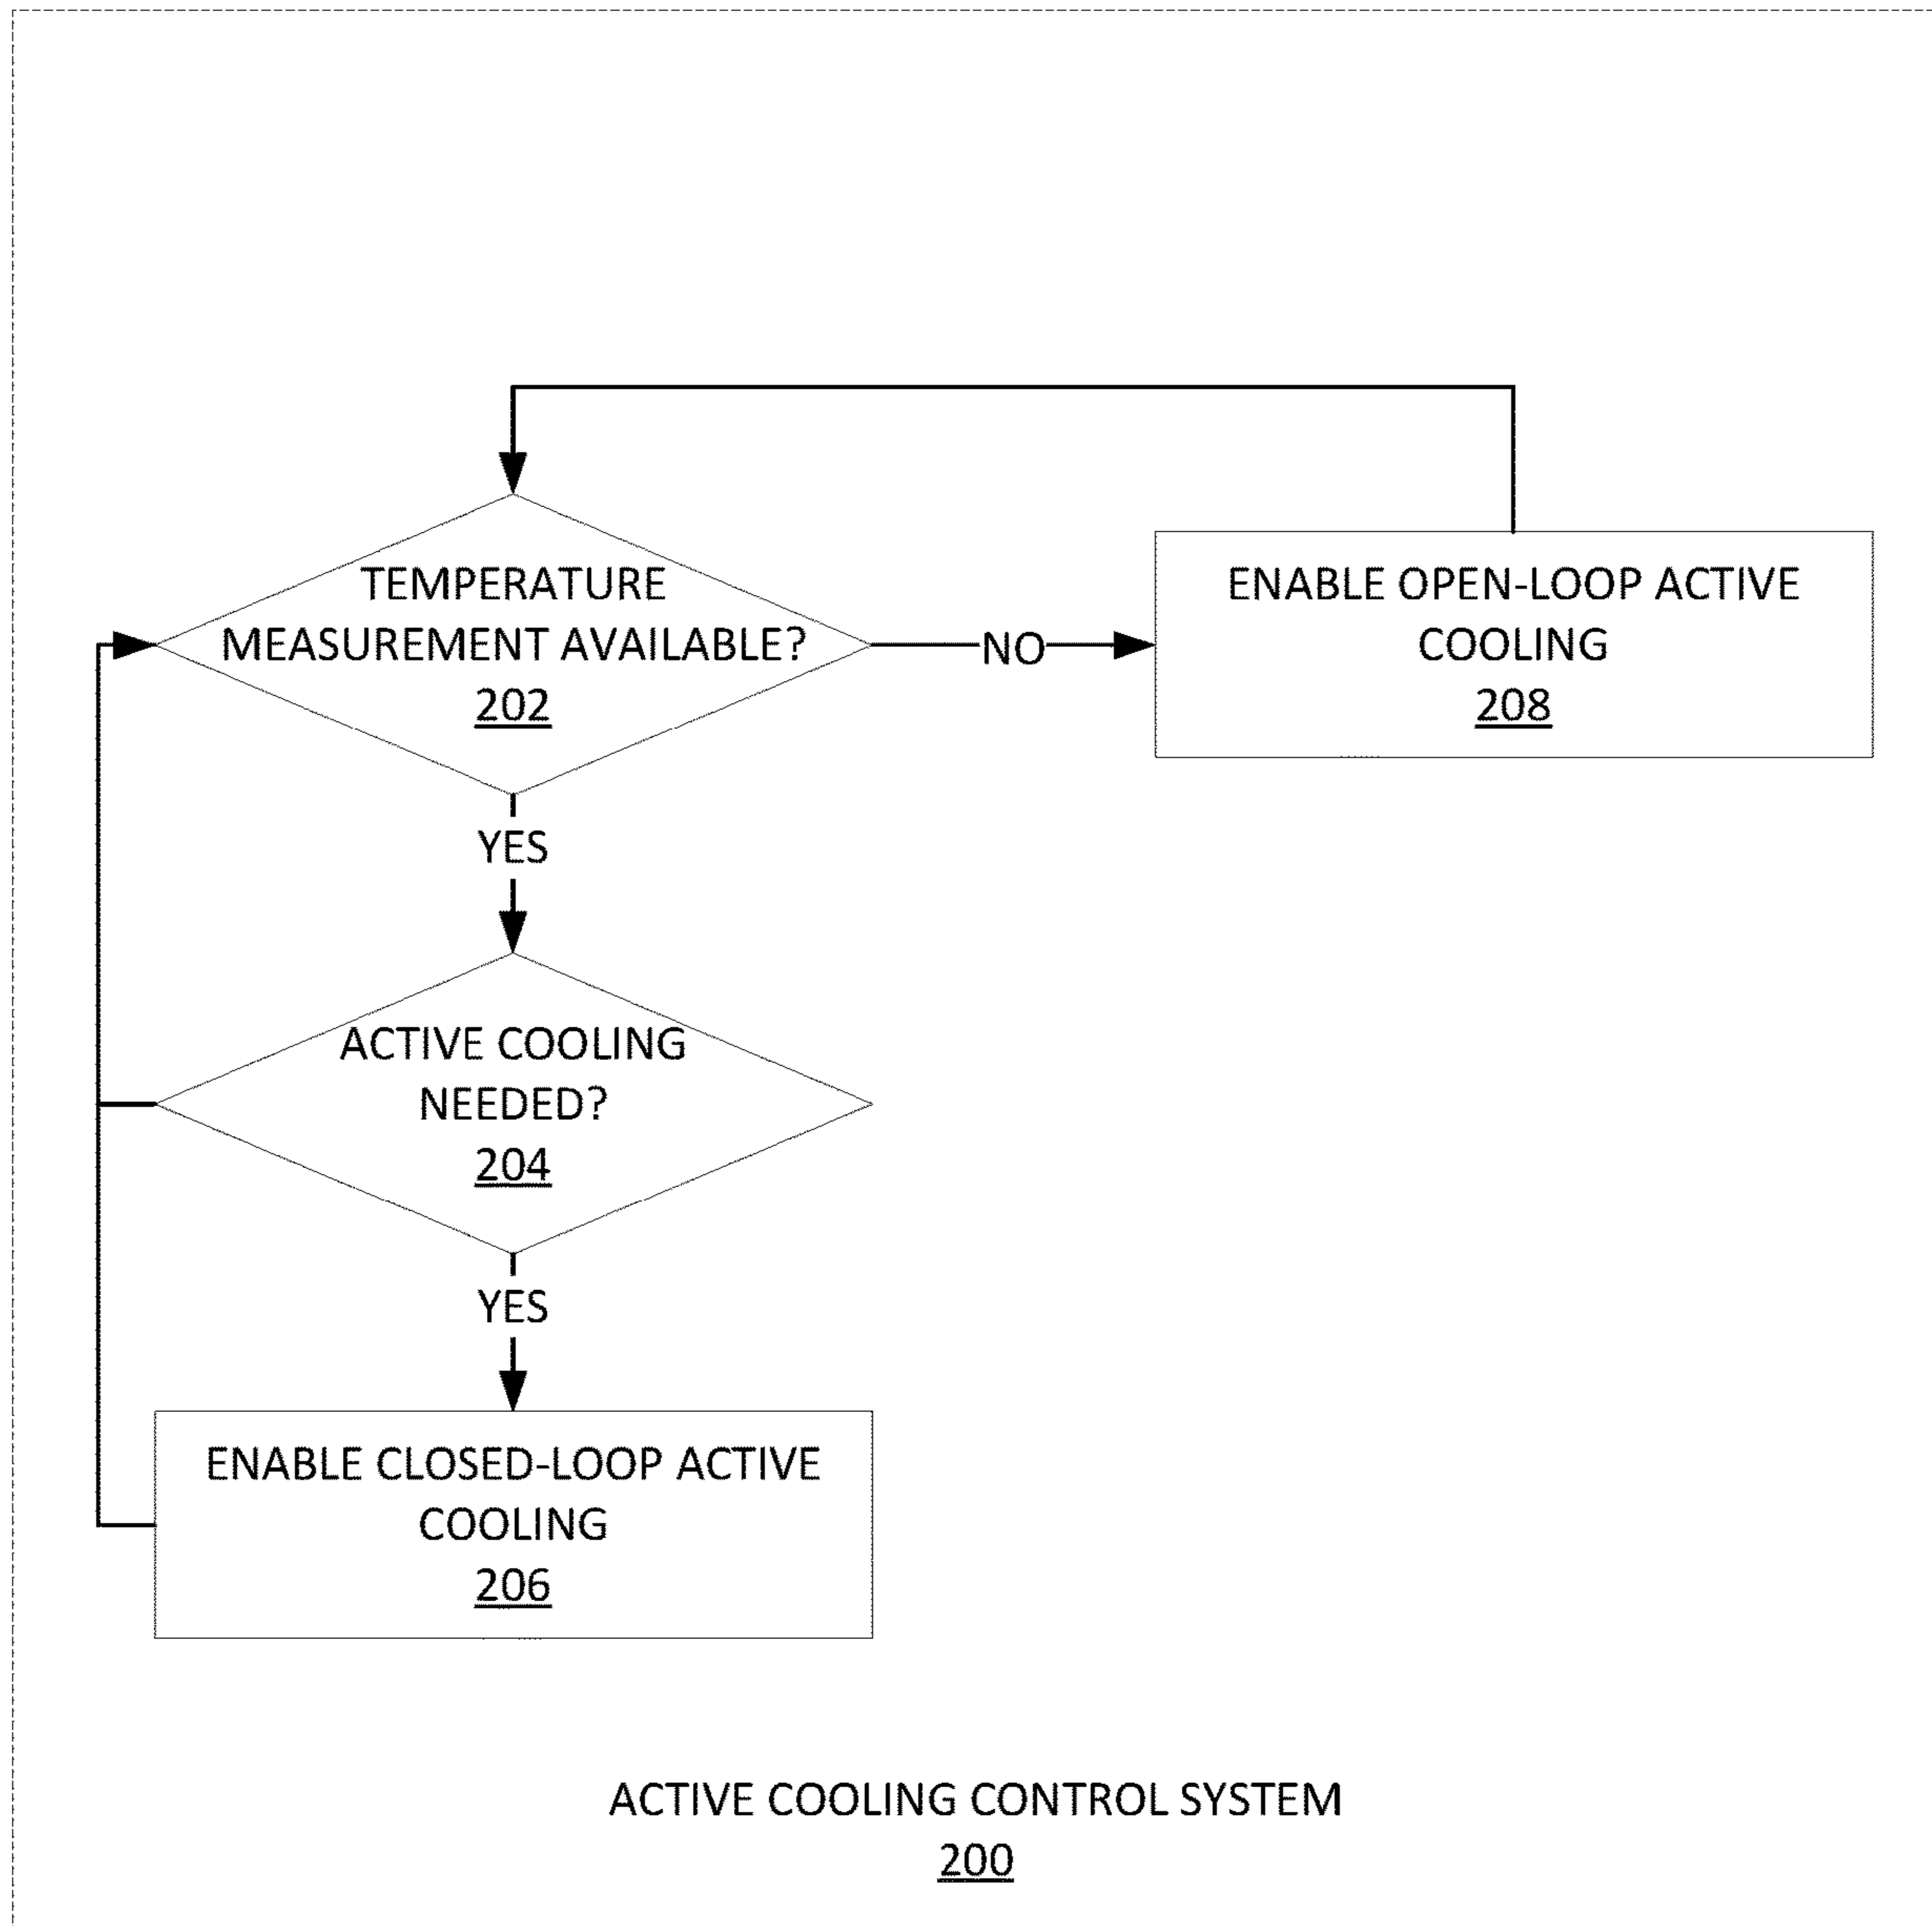 TEMPERATURE
MEASUREMENT AVAILABLE?
202
NO
ENABLE OPEN-LOOP ACTIVE
COOLING
208
YES
ACTIVE COOLING
NEEDED?
204
YES
ENABLE CLOSED-LOOP ACTIVE
COOLING
206
ACTIVE COOLING CONTROL SYSTEM
200